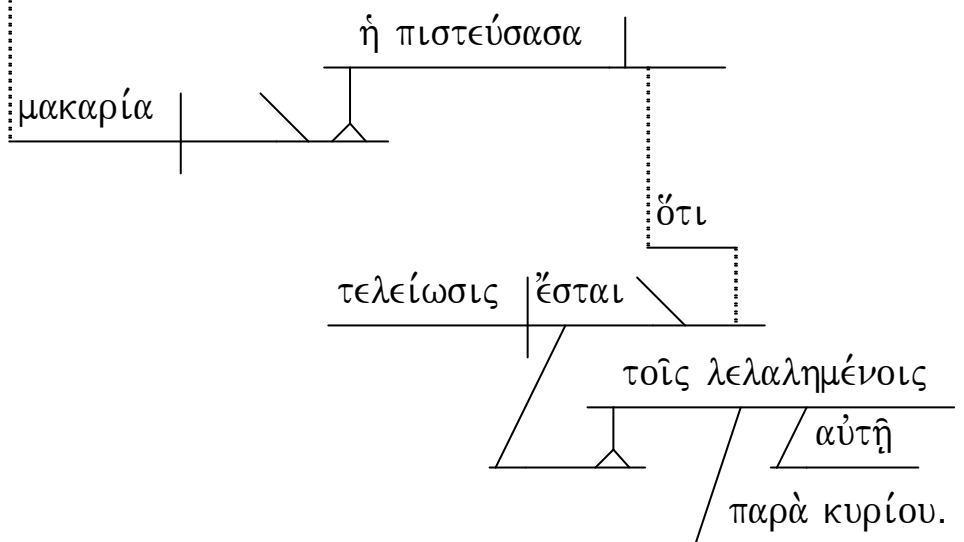 ἡ πιστεύσασα
μακαρία
ὅτι
τελείωσις ἔσται
τοῖς λελαλημένοις
αὐτῇ
παρὰ κυρίου.